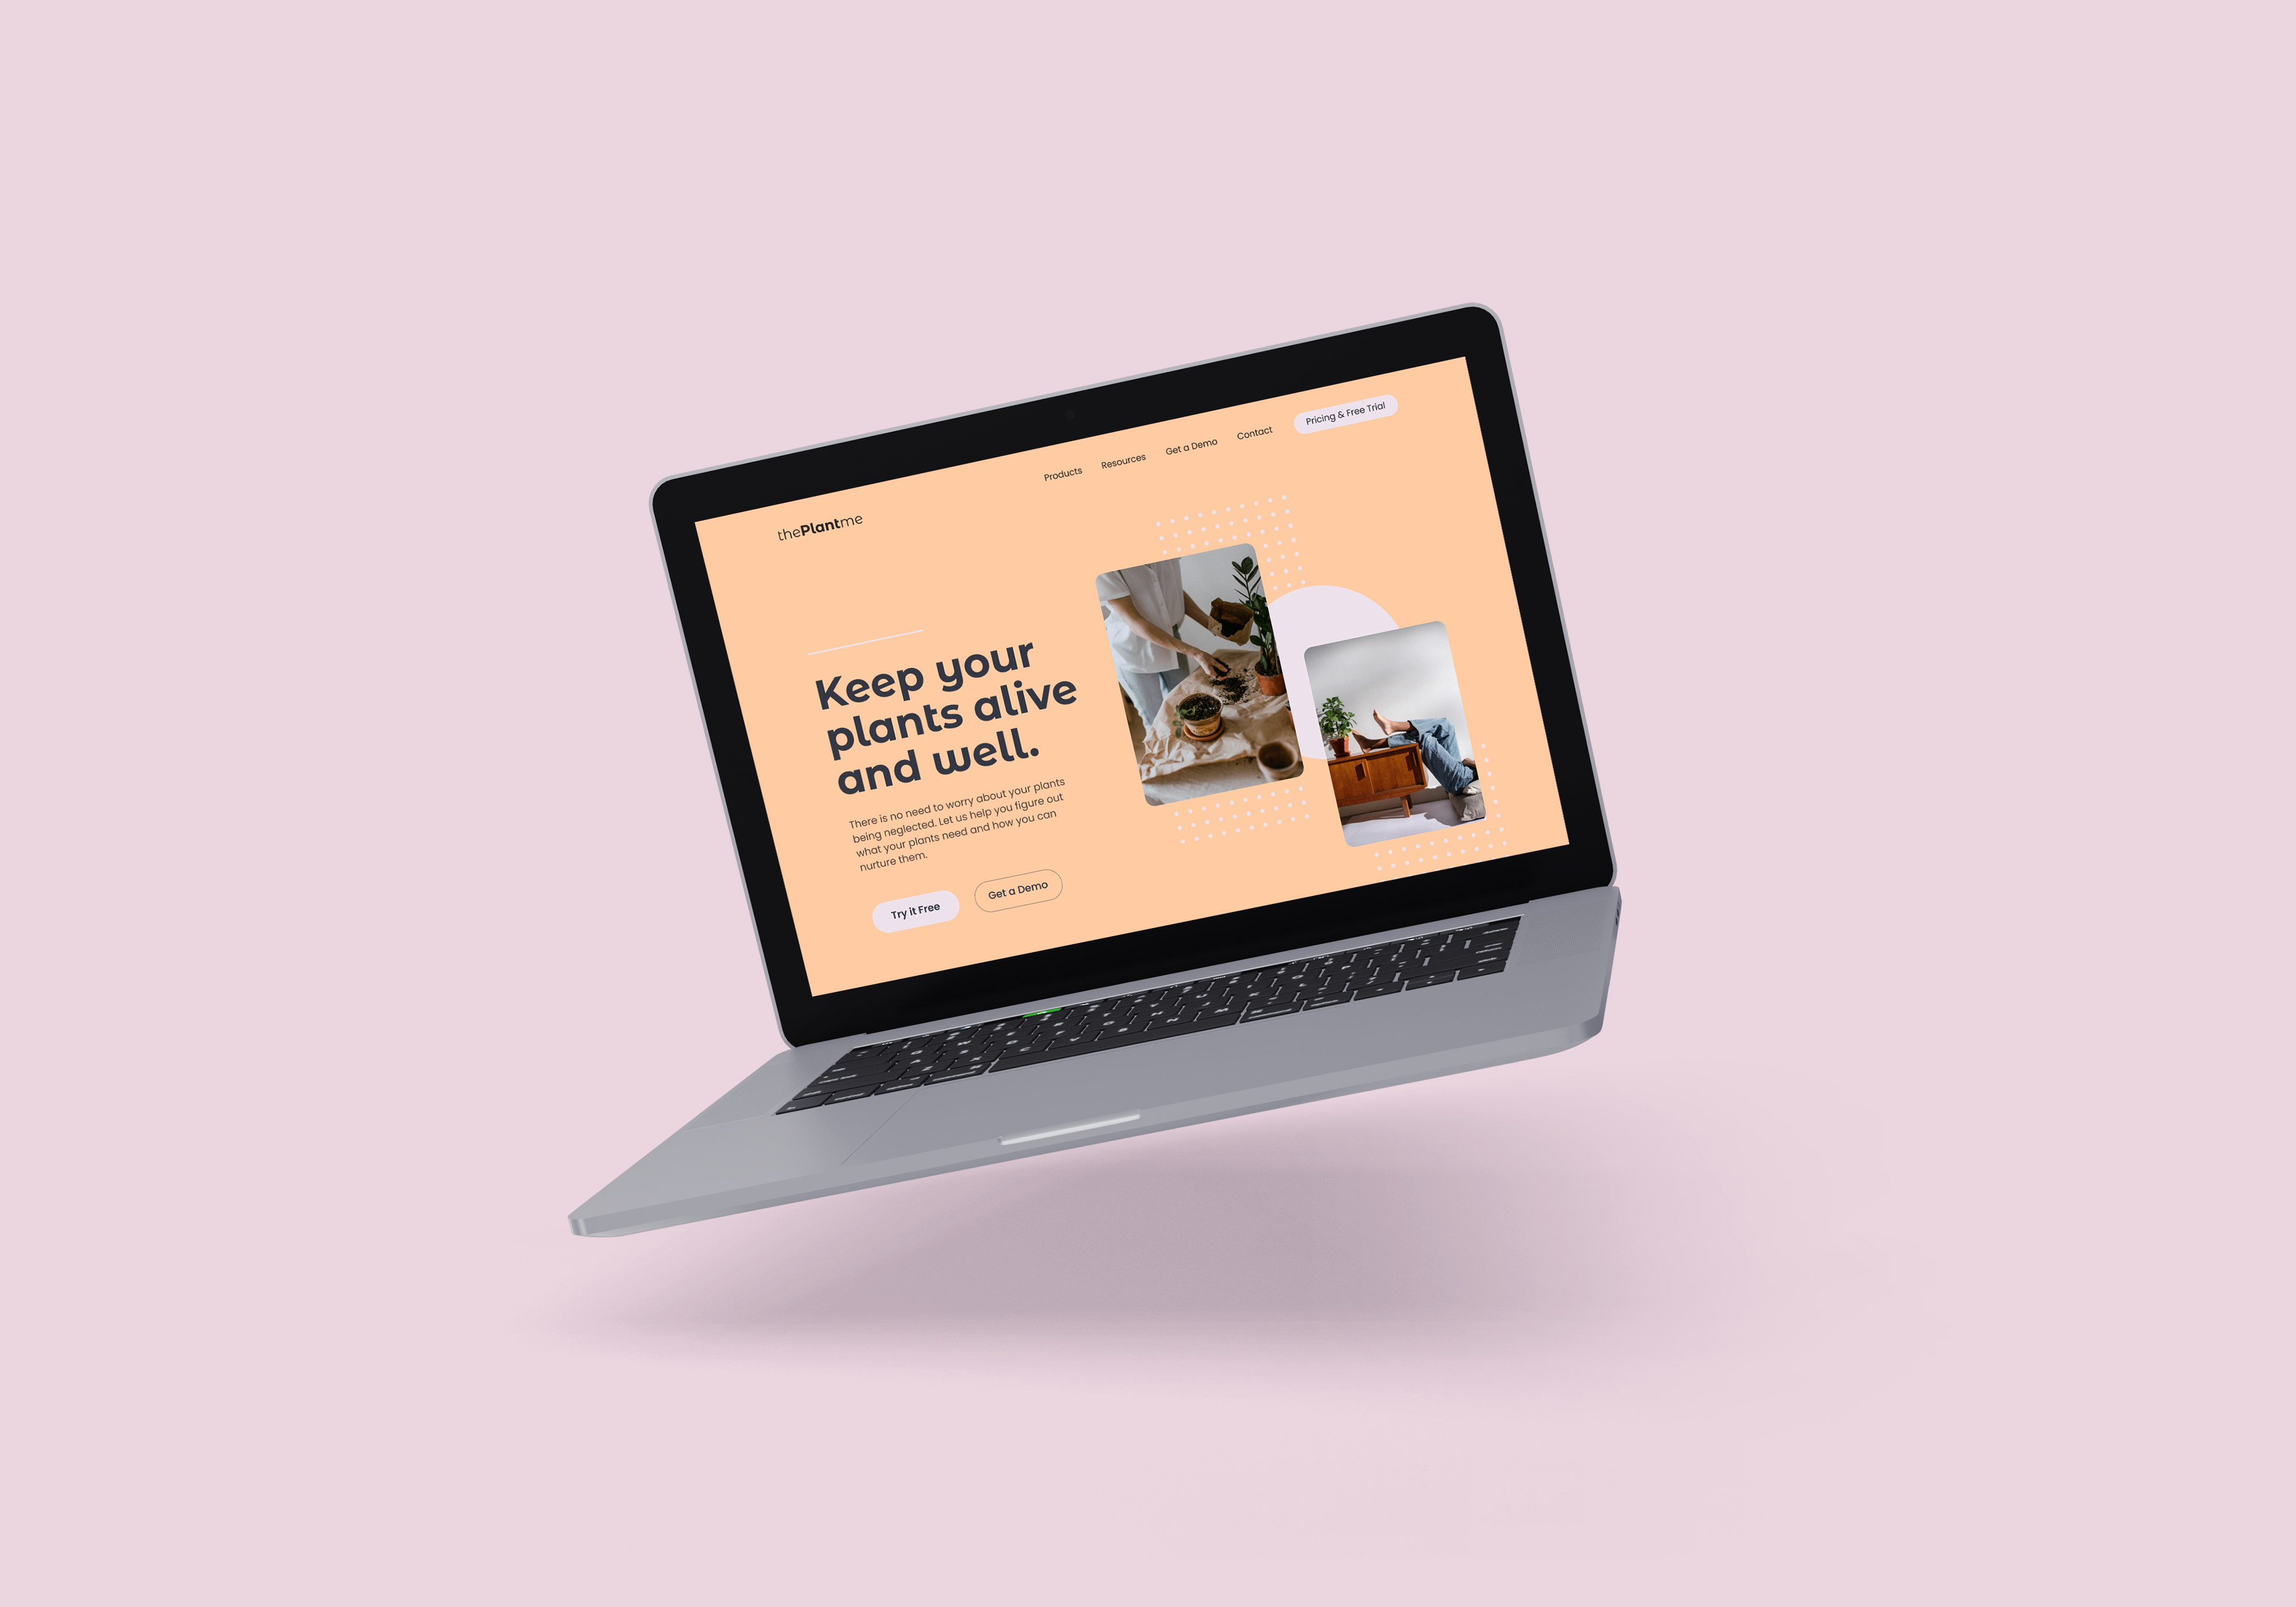 thePlantme
Products
Resources
Get a Demo
Contact
Pricing & Free Trial
Keep your
plants alive
and well.
There is no need to worry about your plants
being neglected. Let us help you figure out
what your plants need and how you can
nurture them.
Try it Free
Get a Demo